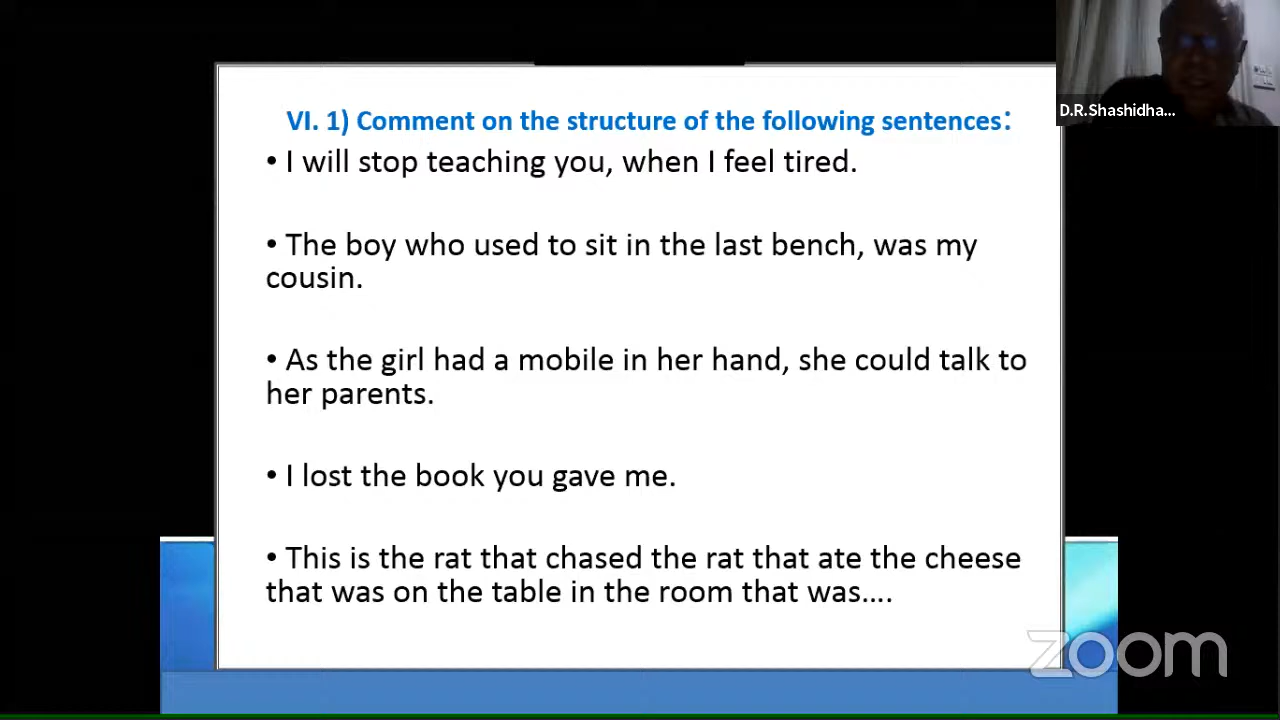 VI. 1) Comment on the structure of the following sentences:
• I will stop teaching you, when I feel tired.
• The boy who used to sit in the last bench, was my
cousin.
• As the girl had a mobile in her hand, she could talk to
her parents.
• I lost the book you gave me.
• This is the rat that chased the rat that ate the cheese
that was on the table in the room that was....
D.R.Shashidha...
zoom